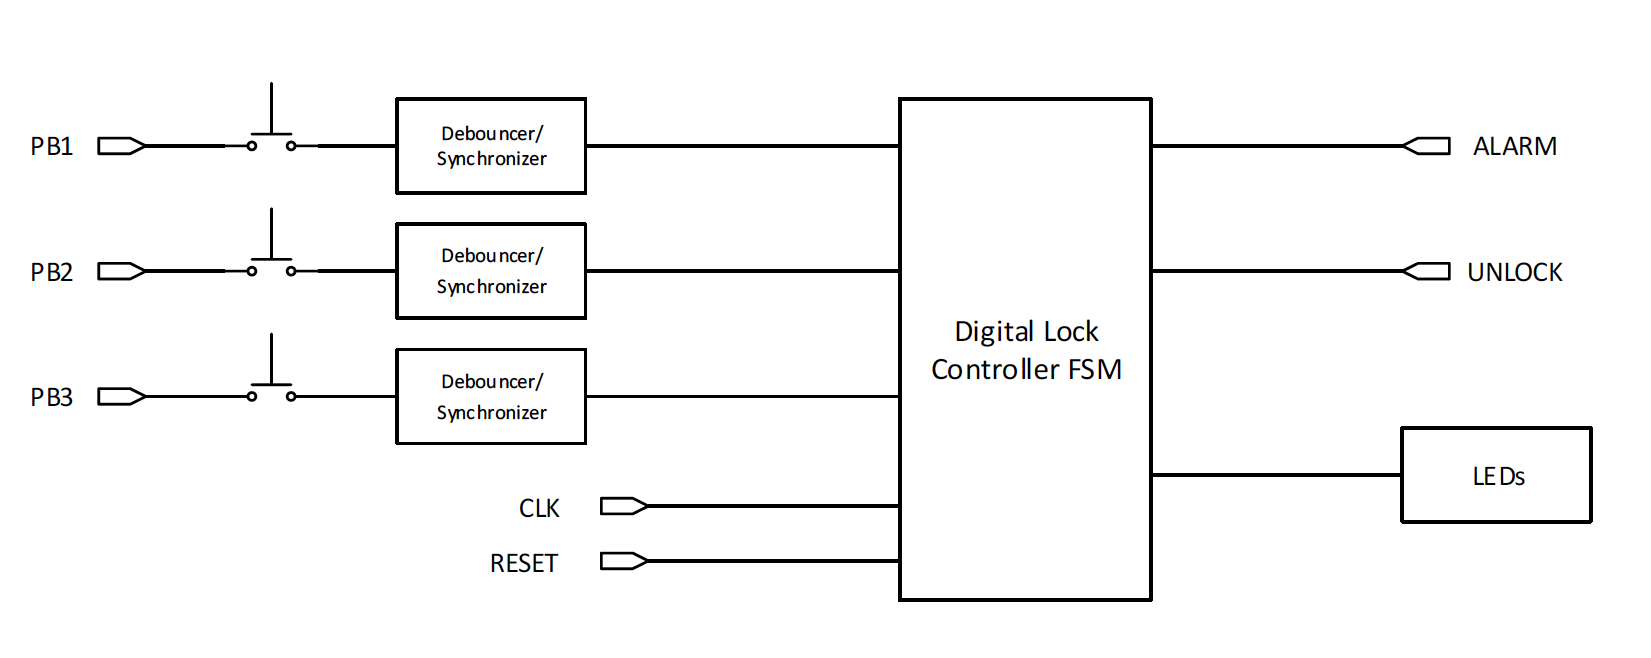 PB1
Debouncer/
Synchronizer
ALARM
PB2
Debouncer/
Synchronizer
UNLOCK
Digital Lock
Controller FSM
PB3
Debouncer/
Synchronizer
LEDs
CLK
RESET